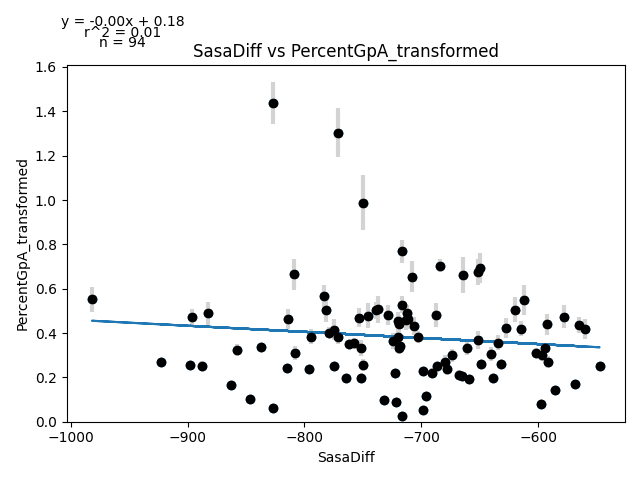 y = -0.00x + 0.18
r^2 = 0.01
n = 94
SasaDiff vs PercentGpA_transformed
1.6
1.4
1.2
1.0
0.8
0.6
0.4
0.2
0.0
PercentGpA_transformed
−1000 −900 −800 −700 −600
SasaDiff